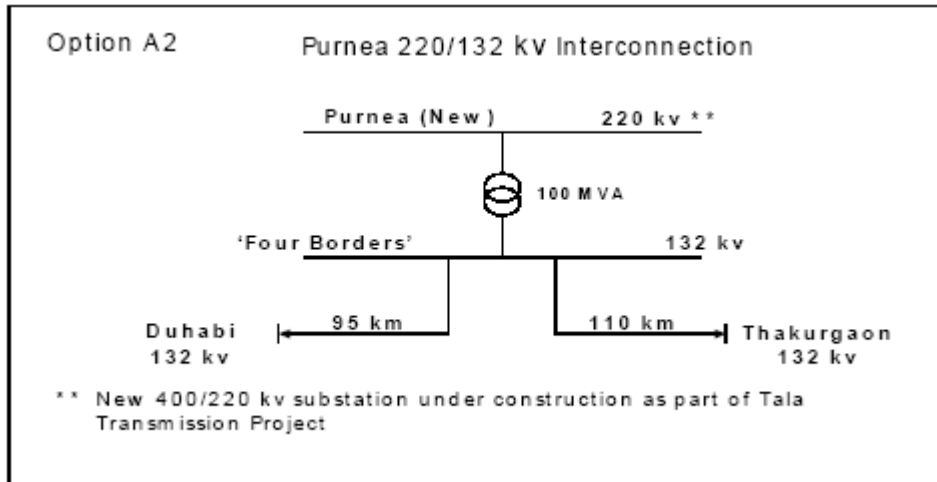 Option A2
Purnea 220/132 kv Interconnection
Purnea (New)
220 kv **
100 MVA
'Four Borders'
132 kv
95 km
110 km
Duhabi
132 kv
Thakurgaon
132 kv
** New 400/220 kv substation under construction as part of Tala
Transmission Project